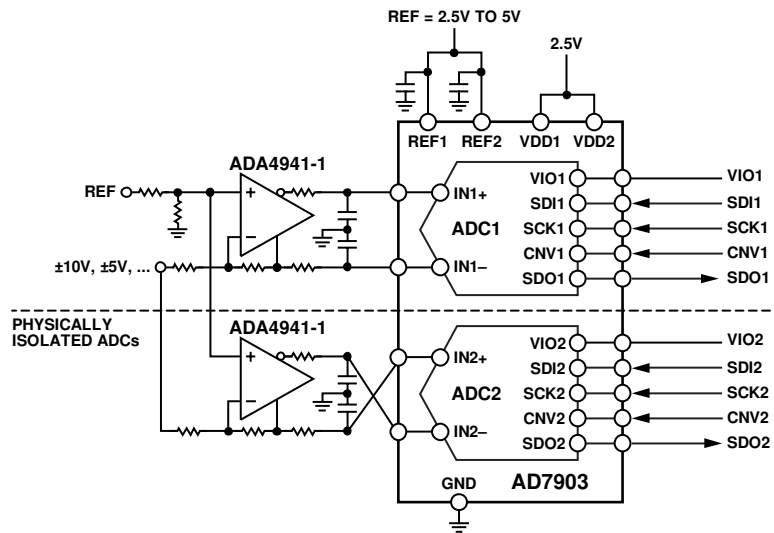 REF = 2.5V TO 5V
2.5V
REF1
REF2
VDD1
VDD2
ADA4941-1
REF
+
−
±10V, ±5V, ...
IN1+
ADC1
IN1−
VIO1
SDI1
SCK1
CNV1
SDO1
VIO1
SDI1
SCK1
CNV1
SDO1
PHYSICALLY
ISOLATED ADCs
ADA4941-1
+
−
IN2+
ADC2
IN2−
VIO2
SDI2
SCK2
CNV2
SDO2
VIO2
SDI2
SCK2
CNV2
SDO2
GND
AD7903